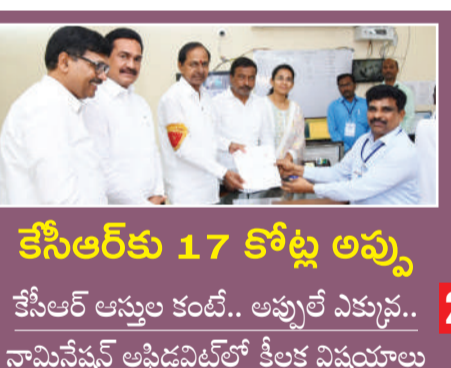 కేసీఆర్‌కు 17 కోట్ల అప్పు
కేసీఆర్ ఆస్తుల కంటే.. అప్పులే ఎక్కువ..
నామినేషన్ అఫిడవిట్‌లో కీలక విషయాలు